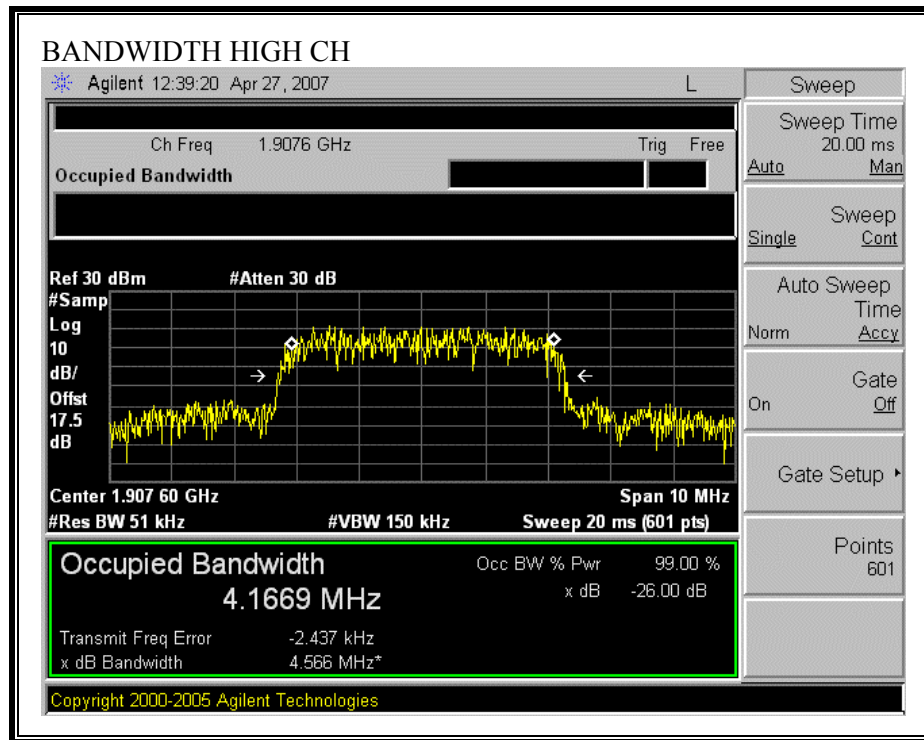 BANDWIDTH HIGH CH
Agilent 12:39:20 Apr 27, 2007 L
Sweep
Ch Freq 1.9076 GHz Trig Free
Occupied Bandwidth
Ref 30 dBm #Atten 30 dB
#Samp
Log
10
dB/
Offst
17.5
dB
Center 1.907 60 GHz Span 10 MHz
#Res BW 51 kHz #VBW 150 kHz Sweep 20 ms (601 pts)
Occupied Bandwidth Occ BW % Pwr 99.00 %
4.1669 MHz x dB -26.00 dB
Transmit Freq Error -2.437 kHz
x dB Bandwidth 4.566 MHz*
Copyright 2000-2005 Agilent Technologies
Sweep Time
20.00 ms
Auto Man
Sweep
Single Cont
Auto Sweep
Time
Norm Accy
Gate
On Off
Gate Setup
Points
601